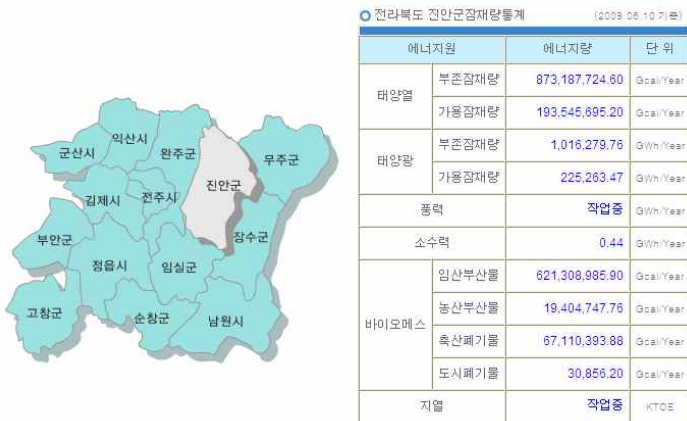 전라북도 진안군잠재량통계 (2009.06.10 기준)
에너지원 에너지량 단 위
태양열 부존잠재량 873,187,724.60 Gcal/Year
가용잠재량 193,545,695.20 Gcal/Year
태양광 부존잠재량 1,016,279.76 GWh/Year
가용잠재량 225,263.47 GWh/Year
풍력 작업중 GWh/Year
소수력 0.44 GWh/Year
바이오메스 임산부산물 621,308,985.90 Gcal/Year
농산부산물 19,404,747.76 Gcal/Year
축산폐기물 67,110,393.88 Gcal/Year
도시폐기물 30,856.20 Gcal/Year
지열 작업중 KTOE
군산시
익산시
완주군
무주군
진안군
김제시
전주시
부안군
장수군
정읍시
임실군
고창군
순창군
남원시